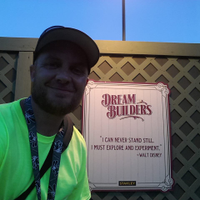 DREAM
BUILDERS
"I CAN NEVER STAND STILL.
I MUST EXPLORE AND EXPERIMENT."
-WALT DISNEY